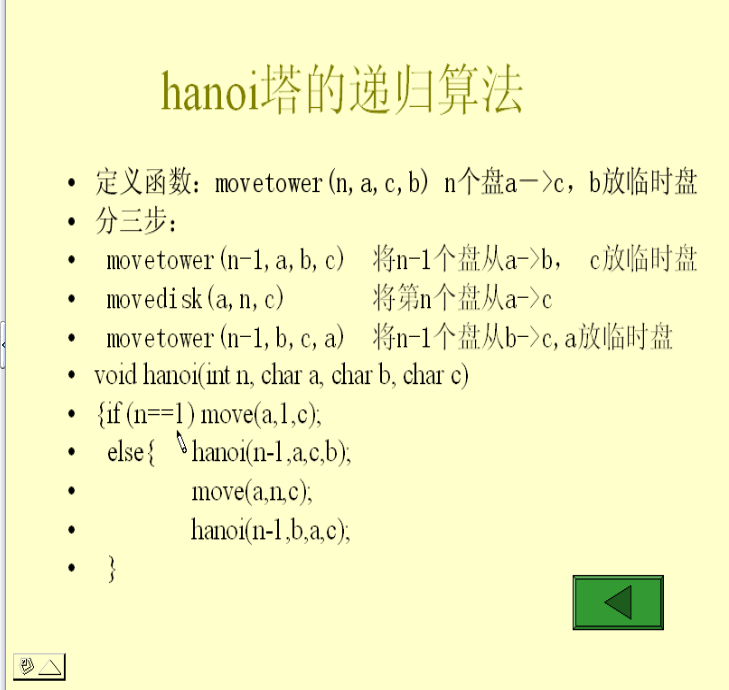 hanoi塔的递归算法
• 定义函数：movetower(n,a,c,b) n个盘a－>c，b放临时盘
• 分三步：
• movetower(n-1,a,b,c) 将n-1个盘从a->b， c放临时盘
• movedisk(a,n,c) 将第n个盘从a->c
• movetower(n-1,b,c,a) 将n-1个盘从b->c,a放临时盘
• void hanoi(int n, char a, char b, char c)
• {if (n==1) move(a,1,c);
• else{ hanoi(n-1,a,c,b);
• move(a,n,c);
• hanoi(n-1,b,a,c);
• }